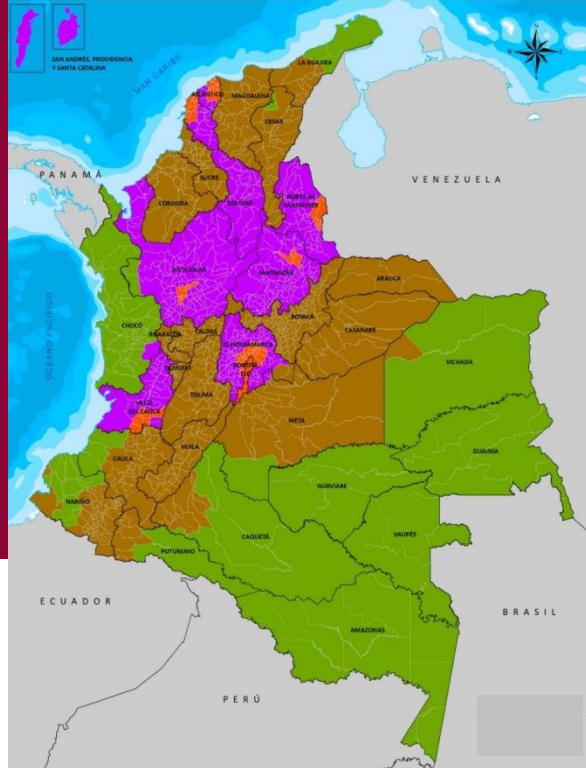 SAN ANDRÉS, PROVIDENCIA
Y SANTA CATALINA
N
MAR CARIBE
LA GUAJIRA
ATLÁNTICO
MAGDALENA
CESAR
PANAMÁ
VENEZUELA
SUCRE
BOLÍVAR
NORTE DE
SANTANDER
CÓRDOBA
ANTIOQUIA
SANTANDER
ARAUCA
OCEANO PACÍFICO
CHOCÓ
RISARALDA
CALDAS
BOYACÁ
CASANARE
CUNDINAMARCA
BOGOTÁ
D.C.
VICHADA
QUINDIO
TOLIMA
VALLE
DEL CAUCA
META
GUAINÍA
HUILA
CAUCA
GUAVIARE
NARIÑO
CAQUETÁ
VAUPÉS
PUTUMAYO
ECUADOR
BRASIL
AMAZONAS
PERÚ